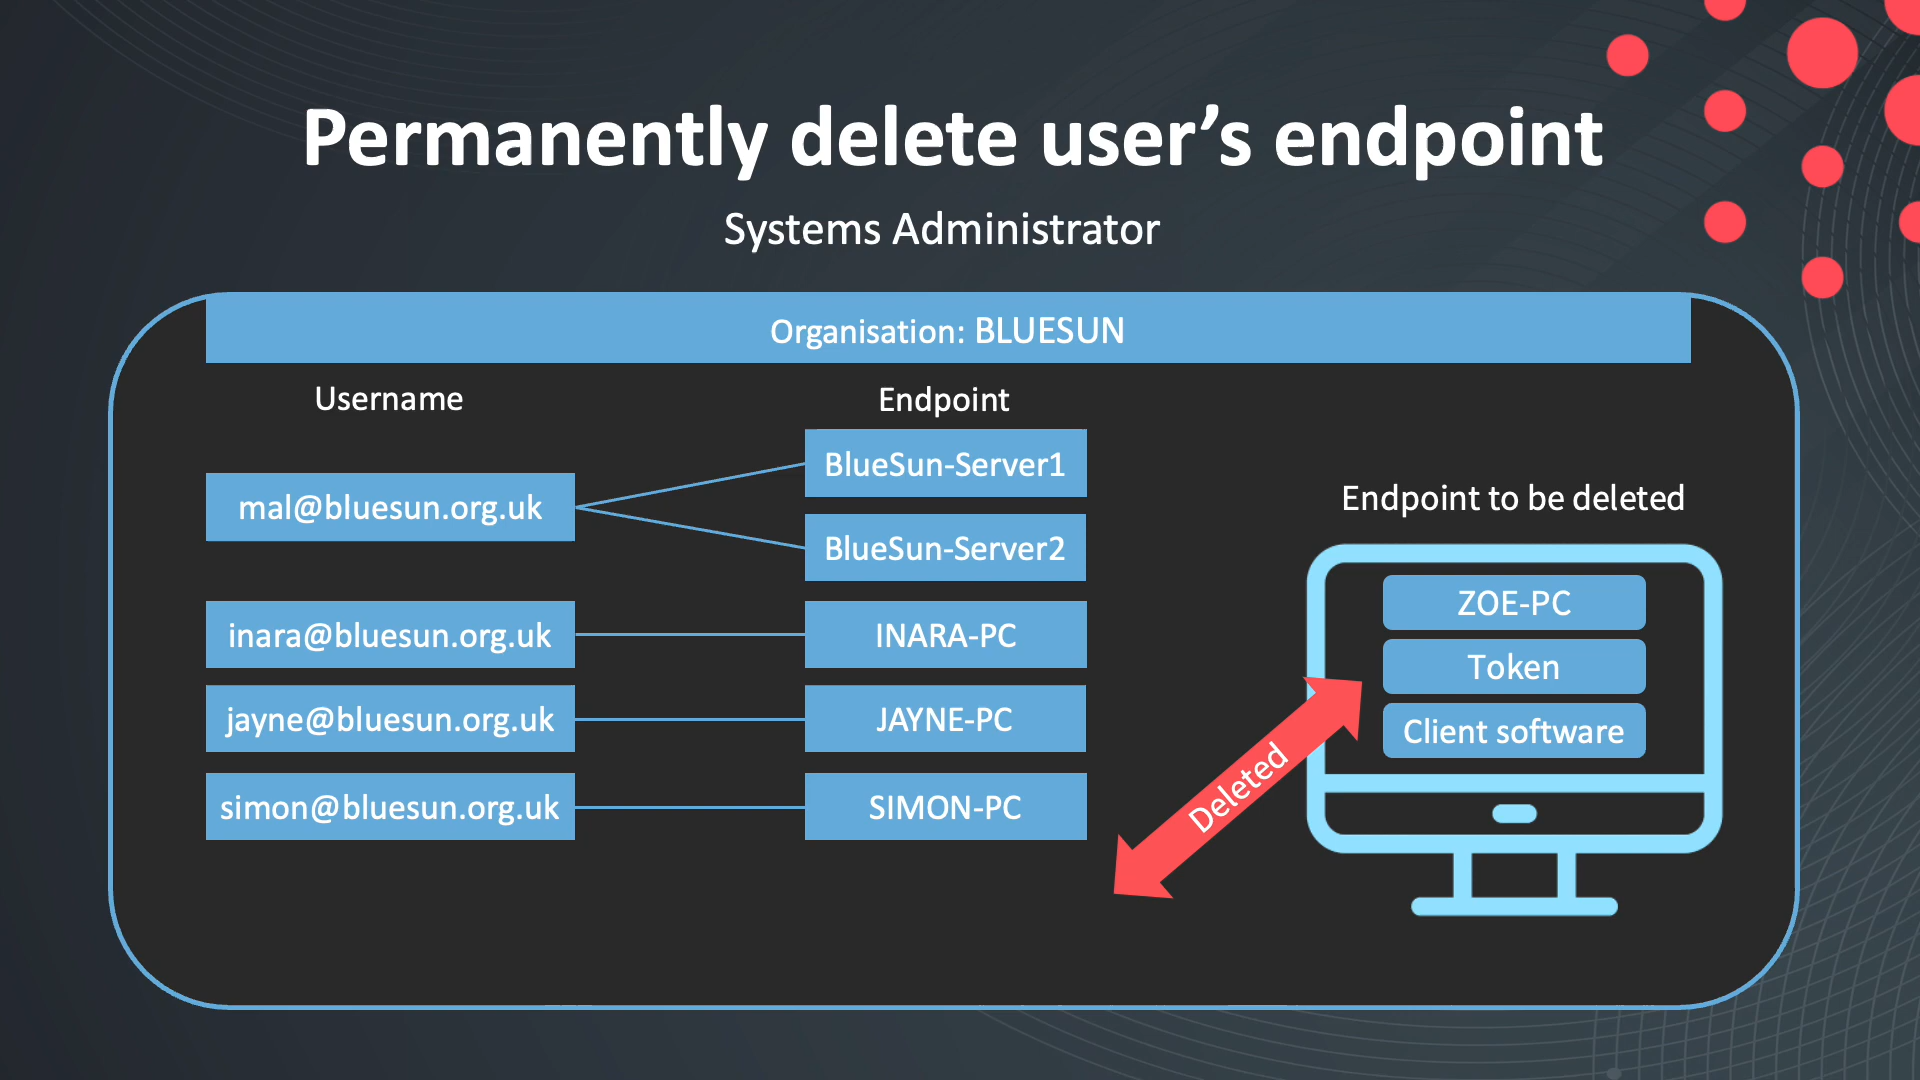 Permanently delete user’s endpoint
Systems Administrator
Organisation: BLUESUN
Username
Endpoint
mal@bluesun.org.uk
BlueSun-Server1
BlueSun-Server2
inara@bluesun.org.uk
INARA-PC
jayne@bluesun.org.uk
JAYNE-PC
simon@bluesun.org.uk
SIMON-PC
Deleted
Endpoint to be deleted
ZOE-PC
Token
Client software